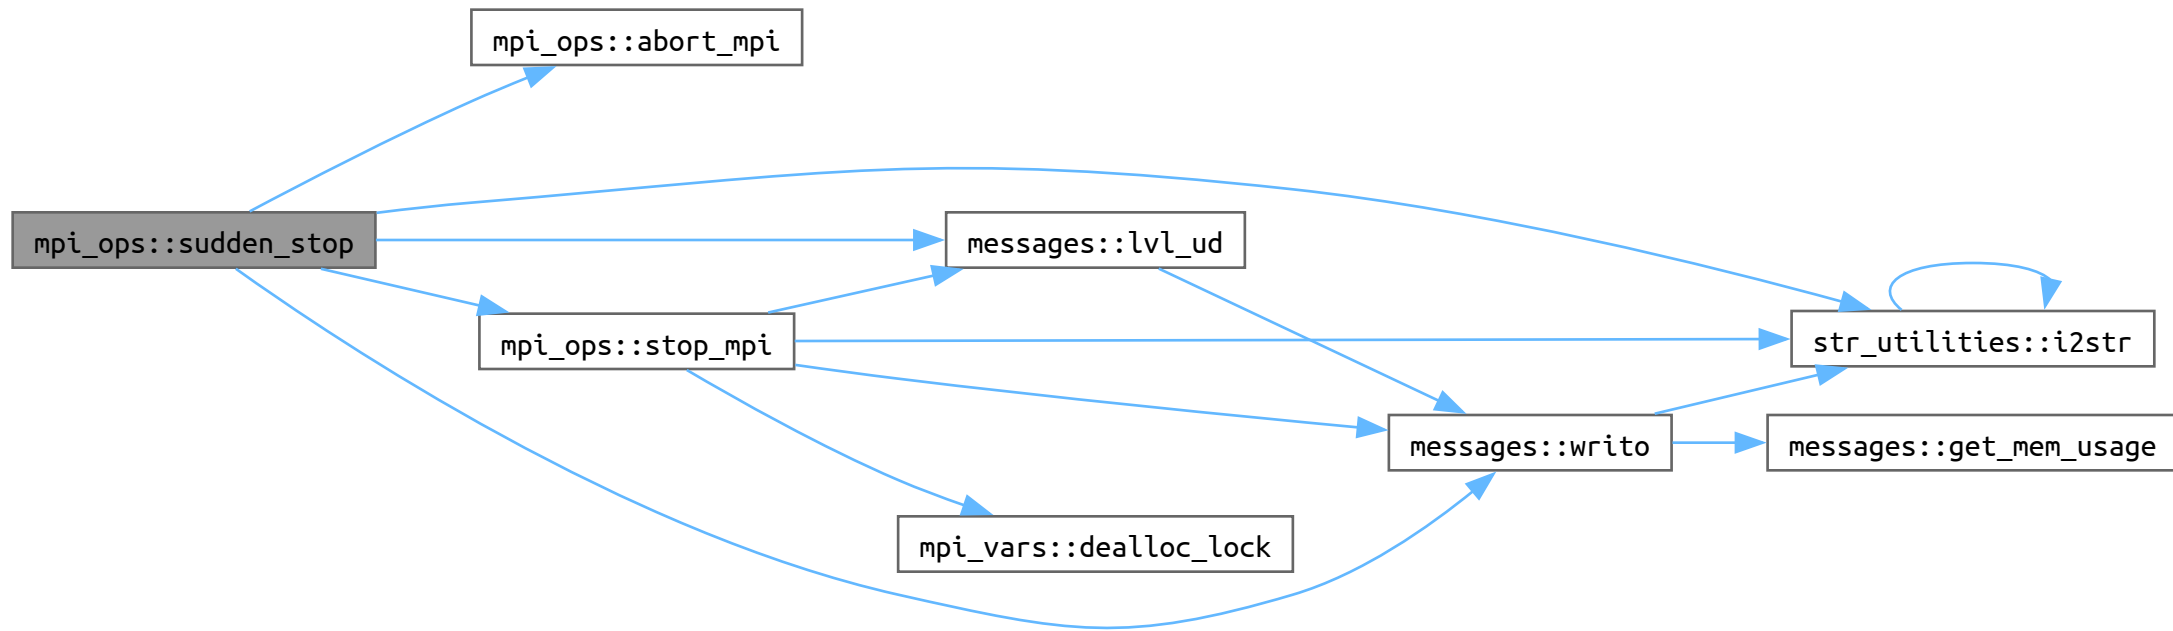 mpi_ops::abort_mpi
mpi_ops::sudden_stop
messages::lvl_ud
mpi_ops::stop_mpi
str_utilities::i2str
messages::writo
messages::get_mem_usage
mpi_vars::dealloc_lock